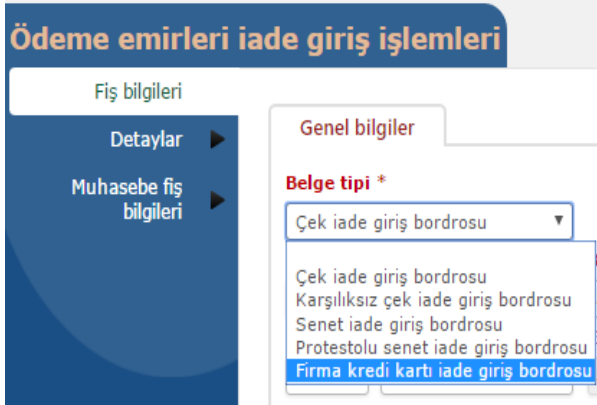 Ödeme emirleri iade giriş işlemleri
Fiş bilgileri
Detaylar
Muhasebe fiş
bilgileri
Genel bilgiler
Belge tipi *
Çek iade giriş bordrosu
Çek iade giriş bordrosu
Karşılıksız çek iade giriş bordrosu
Senet iade giriş bordrosu
Protestolu senet iade giriş bordrosu
Firma kredi kartı iade giriş bordrosu